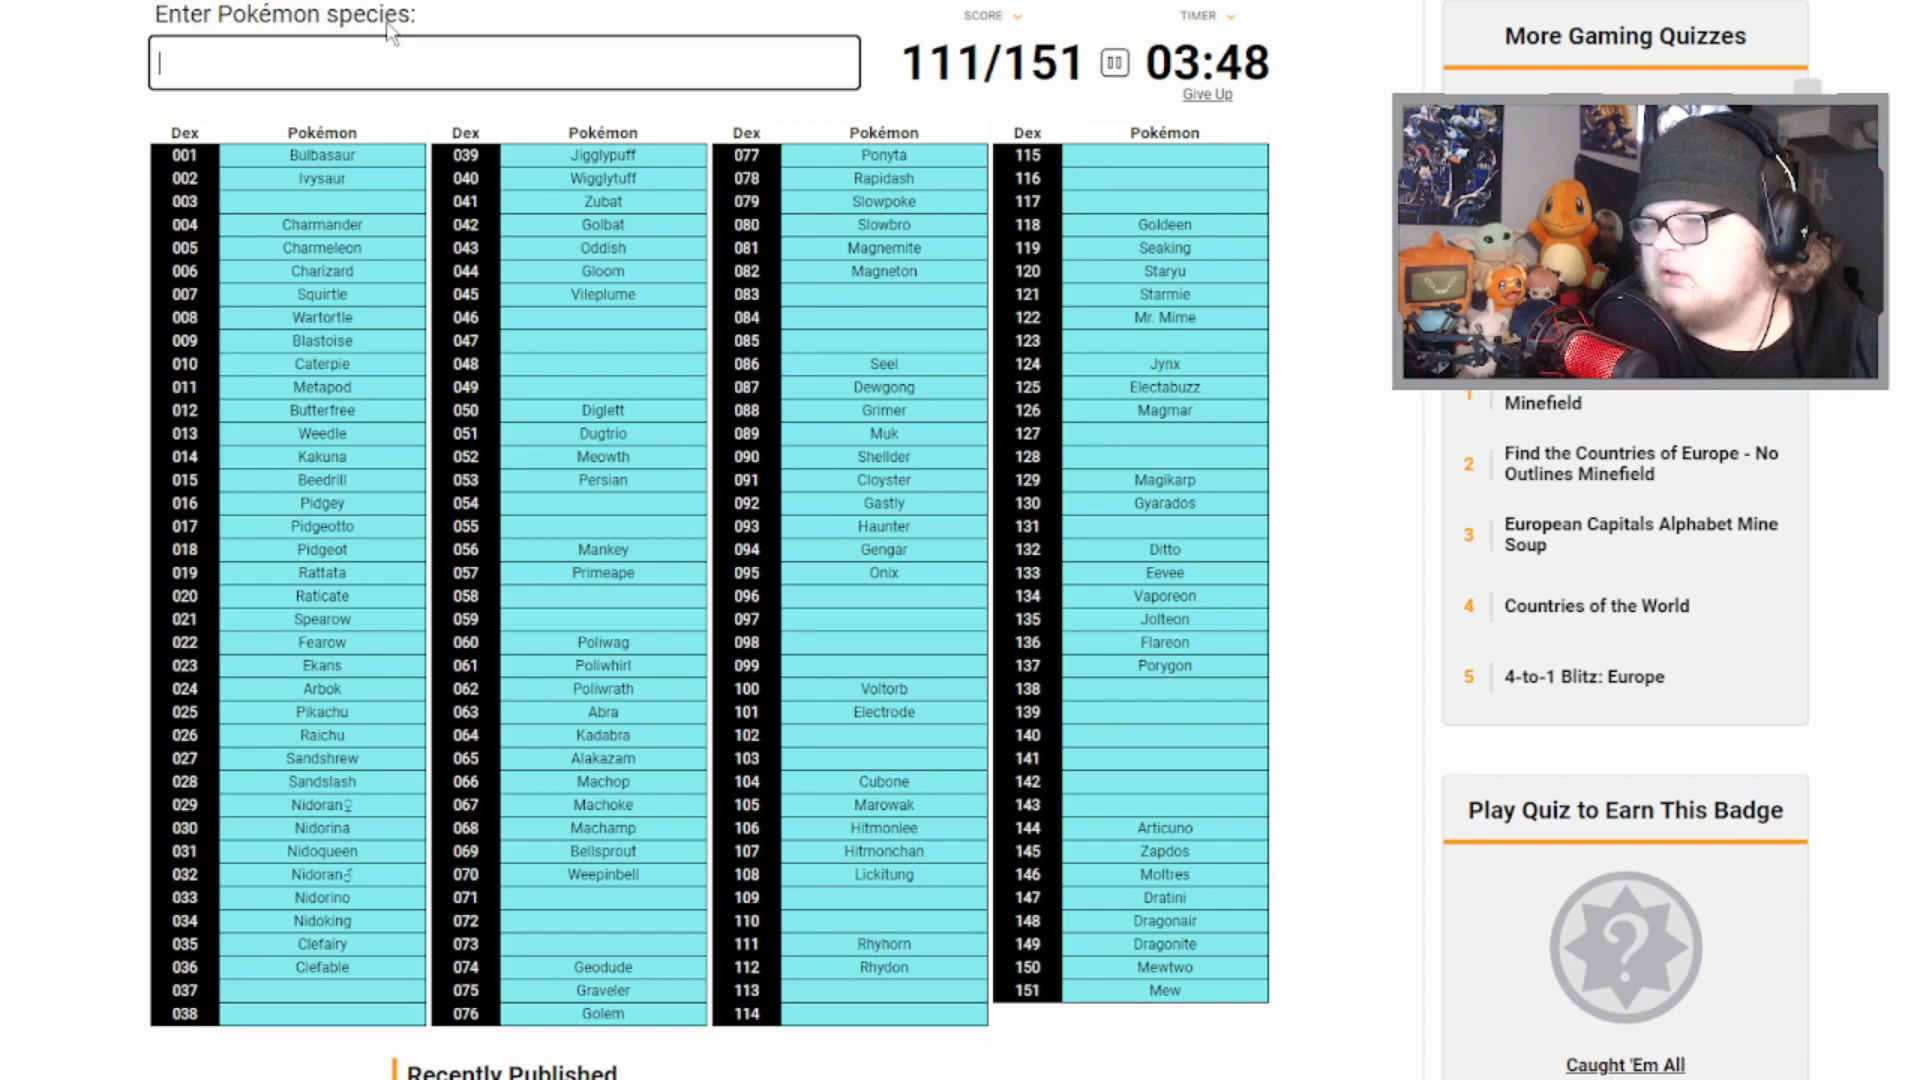 Enter Pokémon species:
SCORE
TIMER
111/151
03:48
Give Up
Dex Pokémon
001 Bulbasaur
002 Ivysaur
003
004 Charmander
005 Charmeleon
006 Charizard
007 Squirtle
008 Wartortle
009 Blastoise
010 Caterpie
011 Metapod
012 Butterfree
013 Weedle
014 Kakuna
015 Beedrill
016 Pidgey
017 Pidgeotto
018 Pidgeot
019 Rattata
020 Raticate
021 Spearow
022 Fearow
023 Ekans
024 Arbok
025 Pikachu
026 Raichu
027 Sandshrew
028 Sandslash
029 Nidoran♀
030 Nidorina
031 Nidoqueen
032 Nidoran♂
033 Nidorino
034 Nidoking
035 Clefairy
036 Clefable
037
038
Dex Pokémon
039 Jigglypuff
040 Wigglytuff
041 Zubat
042 Golbat
043 Oddish
044 Gloom
045 Vileplume
046
047
048
049
050 Diglett
051 Dugtrio
052 Meowth
053 Persian
054
055
056 Mankey
057 Primeape
058
059
060 Poliwag
061 Poliwhirl
062 Poliwrath
063 Abra
064 Kadabra
065 Alakazam
066 Machop
067 Machoke
068 Machamp
069 Bellsprout
070 Weepinbell
071
072
073
074 Geodude
075 Graveler
076 Golem
Dex Pokémon
077 Ponyta
078 Rapidash
079 Slowpoke
080 Slowbro
081 Magnemite
082 Magneton
083
084
085
086 Seel
087 Dewgong
088 Grimer
089 Muk
090 Shellder
091 Cloyster
092 Gastly
093 Haunter
094 Gengar
095 Onix
096
097
098
099
100 Voltorb
101 Electrode
102
103
104 Cubone
105 Marowak
106 Hitmonlee
107 Hitmonchan
108 Lickitung
109
110
111 Rhyhorn
112 Rhydon
113
114
Dex Pokémon
115
116
117
118 Goldeen
119 Seaking
120 Staryu
121 Starmie
122 Mr. Mime
123
124 Jynx
125 Electabuzz
126 Magmar
127
128
129 Magikarp
130 Gyarados
131
132 Ditto
133 Eevee
134 Vaporeon
135 Jolteon
136 Flareon
137 Porygon
138
139
140
141
142
143
144 Articuno
145 Zapdos
146 Moltres
147 Dratini
148 Dragonair
149 Dragonite
150 Mewtwo
151 Mew
Recently Published
More Gaming Quizzes
1 Minefield
2 Find the Countries of Europe - No
Outlines Minefield
3 European Capitals Alphabet Mine
Soup
4 Countries of the World
5 4-to-1 Blitz: Europe
Play Quiz to Earn This Badge
?
Caught 'Em All